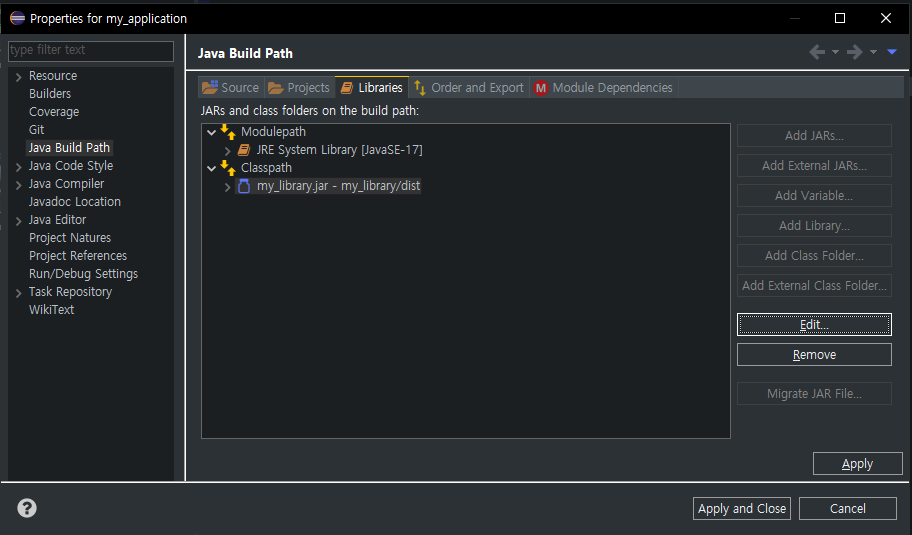 Properties for my_application
type filter text
Resource
Builders
Coverage
Git
Java Build Path
Java Code Style
Java Compiler
Javadoc Location
Java Editor
Project Natures
Project References
Run/Debug Settings
Task Repository
WikiText
Java Build Path
Source
Projects
Libraries
Order and Export
M Module Dependencies
JARs and class folders on the build path:
Modulepath
JRE System Library [JavaSE-17]
Classpath
my_library.jar - my_library/dist
Add JARs...
Add External JARs...
Add Variable...
Add Library...
Add Class Folder...
Add External Class Folder...
Edit...
Remove
Migrate JAR File...
Apply
?
Apply and Close
Cancel